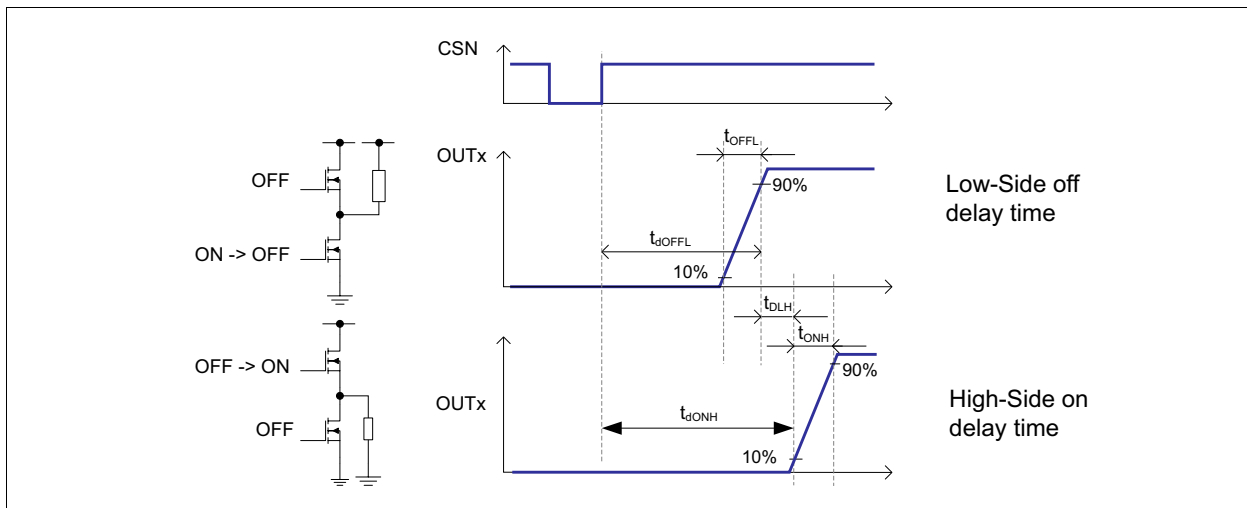 CSN
OUTx
tOFFL
90%
tdOFFL
10%
Low-Side off
delay time
OFF
ON -> OFF
tDLH
tONH
OFF -> ON
OFF
OUTx
90%
tdONH
10%
High-Side on
delay time